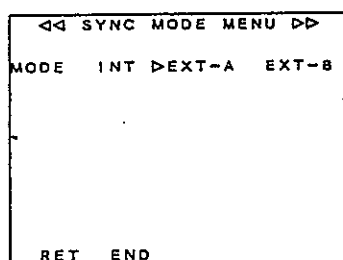 ◁◁ SYNC MODE MENU ▷▷
MODE INT ▷EXT-A EXT-B
RET END